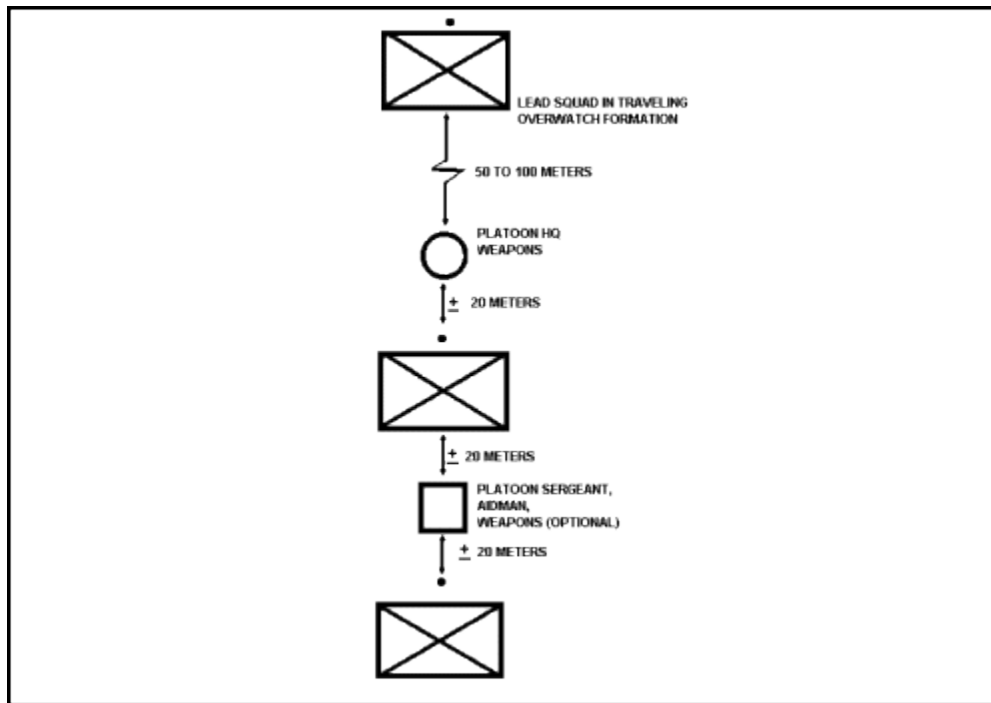 LEAD SQUAD IN TRAVELING
OVERWATCH FORMATION
50 TO 100 METERS
PLATOON HQ
WEAPONS
± 20 METERS
± 20 METERS
PLATOON SERGEANT,
AIDMAN,
WEAPONS (OPTIONAL)
± 20 METERS